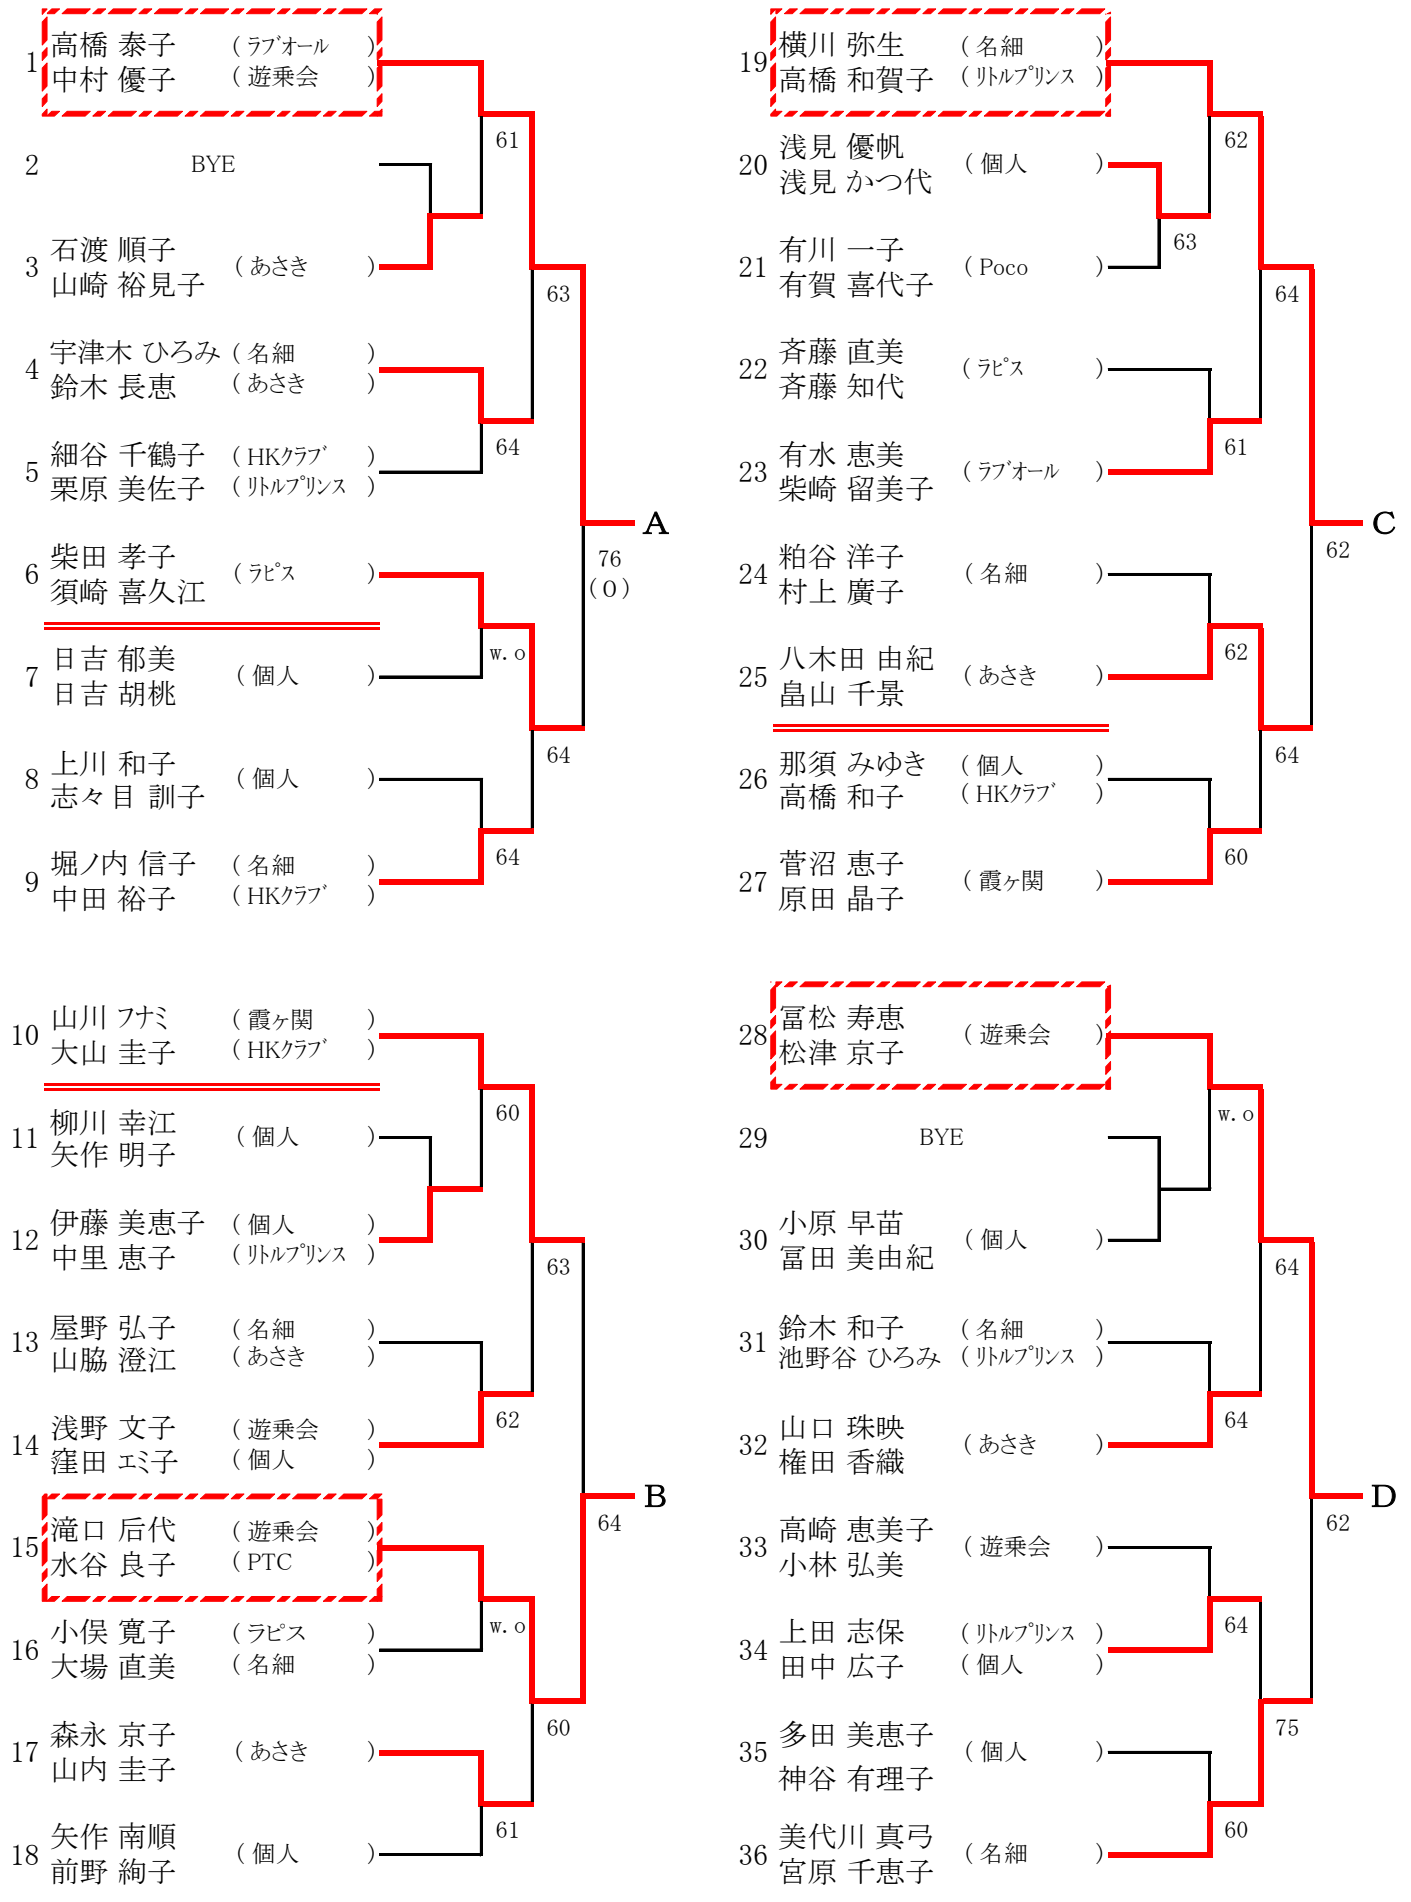 1 高橋 泰子 (ﾗﾌﾞｵｰﾙ)
中村 優子 (遊乗会)
61
2 BYE
3 石渡 順子 (あさき)
山崎 裕見子
63
4 宇津木 ひろみ (名細)
鈴木 長恵 (あさき)
64
5 細谷 千鶴子 (HKｸﾗﾌﾞ)
栗原 美佐子 (ﾘﾄﾙﾌﾟﾘﾝｽ)
A
76
(0)
6 柴田 孝子 (ﾗﾋﾟｽ)
須崎 喜久江
w.o
7 日吉 郁美 (個人)
日吉 胡桃
64
8 上川 和子 (個人)
志々目 訓子
64
9 堀ノ内 信子 (名細)
中田 裕子 (HKｸﾗﾌﾞ)
10 山川 フナミ (霞ヶ関)
大山 圭子 (HKｸﾗﾌﾞ)
60
11 柳川 幸江 (個人)
矢作 明子
12 伊藤 美恵子 (個人)
中里 恵子 (ﾘﾄﾙﾌﾟﾘﾝｽ)
63
13 屋野 弘子 (名細)
山脇 澄江 (あさき)
62
14 浅野 文子 (遊乗会)
窪田 エミ子 (個人)
B
64
15 滝口 后代 (遊乗会)
水谷 良子 (PTC)
w.o
16 小俣 寛子 (ラピス)
大場 直美 (名細)
60
17 森永 京子 (あさき)
山内 圭子
61
18 矢作 南順 (個人)
前野 絢子
19 横川 弥生 (名細)
高橋 和賀子 (ﾘﾄﾙﾌﾟﾘﾝｽ)
62
20 浅見 優帆 (個人)
浅見 かつ代
63
21 有川 一子 (Poco)
有賀 喜代子
64
22 斉藤 直美 (ﾗﾋﾟｽ)
斉藤 知代
61
23 有水 恵美 (ﾗﾌﾞｵｰﾙ)
柴崎 留美子
C
62
24 粕谷 洋子 (名細)
村上 廣子
62
25 八木田 由紀 (あさき)
畠山 千景
64
26 那須 みゆき (個人)
高橋 和子 (HKｸﾗﾌﾞ)
60
27 菅沼 恵子 (霞ヶ関)
原田 晶子
28 冨松 寿恵 (遊乗会)
松津 京子
w.o
29 BYE
30 小原 早苗 (個人)
冨田 美由紀
64
31 鈴木 和子 (名細)
池野谷 ひろみ (ﾘﾄﾙﾌﾟﾘﾝｽ)
64
32 山口 珠映 (あさき)
権田 香織
D
62
33 高崎 恵美子 (遊乗会)
小林 弘美
64
34 上田 志保 (ﾘﾄﾙﾌﾟﾘﾝｽ)
田中 広子 (個人)
75
35 多田 美恵子 (個人)
神谷 有理子
60
36 美代川 真弓 (名細)
宮原 千恵子